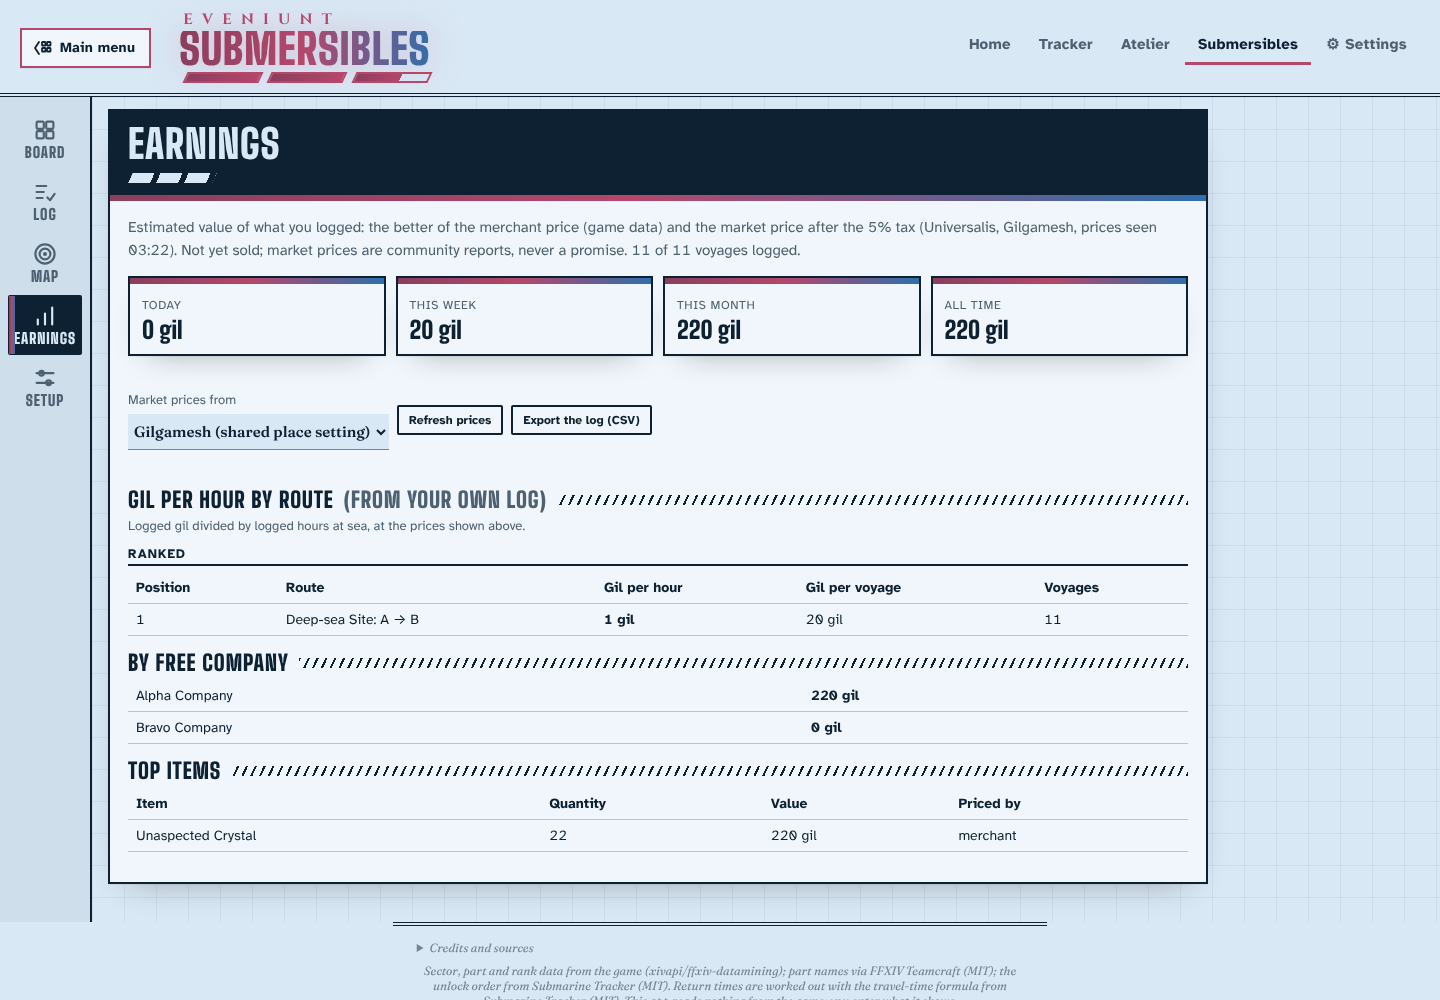 Main menu
EVENIUNT
SUBMERSIBLES
Home
Tracker
Atelier
Submersibles
⚙ Settings
BOARD
LOG
MAP
EARNINGS
SETUP
EARNINGS
Estimated value of what you logged: the better of the merchant price (game data) and the market price after the 5% tax (Universalis, Gilgamesh, prices seen
03:22). Not yet sold; market prices are community reports, never a promise. 11 of 11 voyages logged.
TODAY
0 gil
THIS WEEK
20 gil
THIS MONTH
220 gil
ALL TIME
220 gil
Market prices from
Gilgamesh (shared place setting)
Refresh prices
Export the log (CSV)
GIL PER HOUR BY ROUTE (FROM YOUR OWN LOG)
Logged gil divided by logged hours at sea, at the prices shown above.
RANKED
Position Route Gil per hour Gil per voyage Voyages
1 Deep-sea Site: A → B 1 gil 20 gil 11
BY FREE COMPANY
Alpha Company 220 gil
Bravo Company 0 gil
TOP ITEMS
Item Quantity Value Priced by
Unaspected Crystal 22 220 gil merchant
▶ Credits and sources
Sector, part and rank data from the game (xivapi/ffxiv-datamining); part names via FFXIV Teamcraft (MIT); the
unlock order from Submarine Tracker (MIT). Return times are worked out with the travel-time formula from